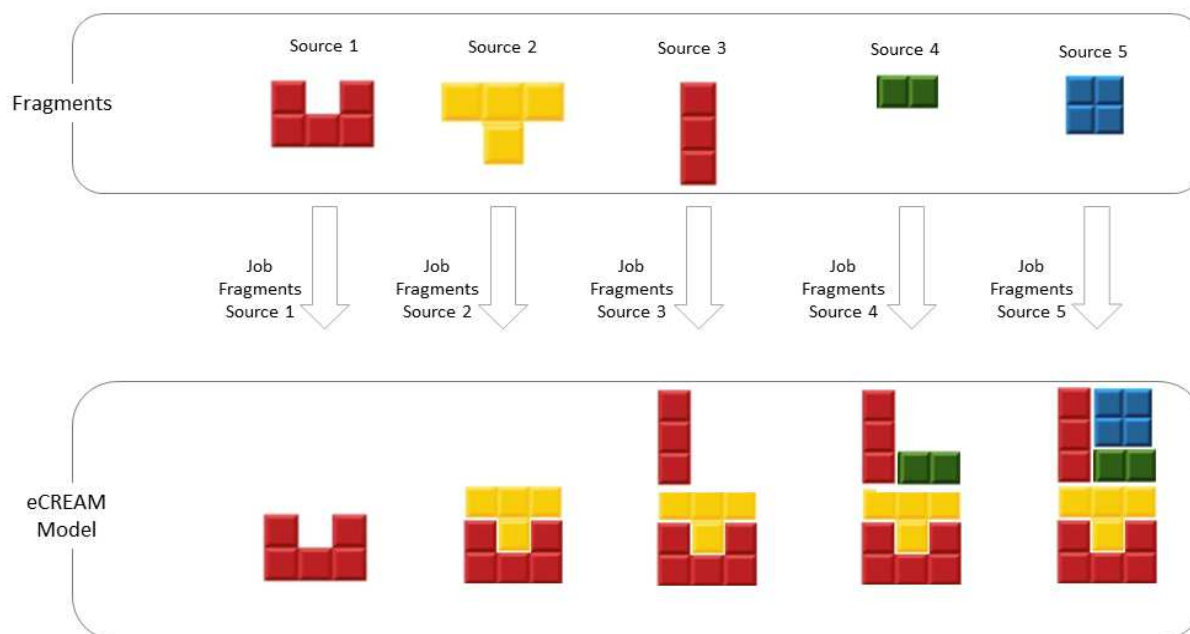 Source 1
Source 2
Source 3
Source 4
Source 5
Fragments
Job
Fragments
Source 1
Job
Fragments
Source 2
Job
Fragments
Source 3
Job
Fragments
Source 4
Job
Fragments
Source 5
eCREAM
Model